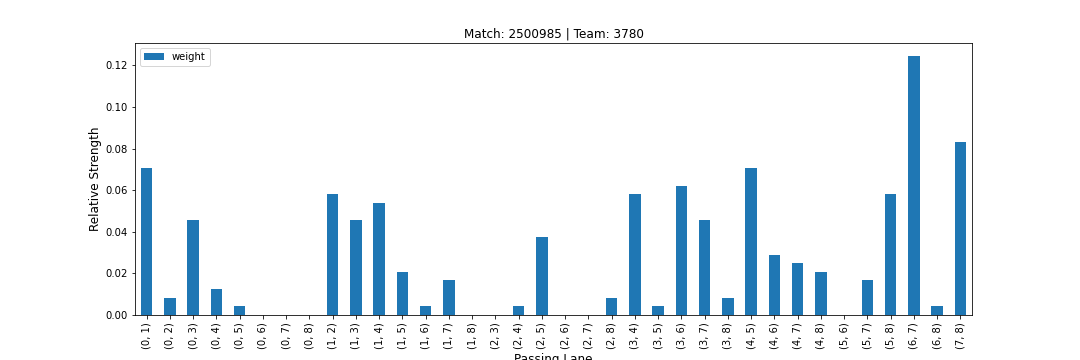 Match: 2500985 | Team: 3780
weight
Relative Strength
0.12
0.10
0.08
0.06
0.04
0.02
0.00
(0, 1) (0, 2) (0, 3) (0, 4) (0, 5) (0, 6) (0, 7) (0, 8) (1, 2) (1, 3) (1, 4) (1, 5) (1, 6) (1, 7) (1, 8) (2, 3) (2, 4) (2, 5) (2, 6) (2, 7) (2, 8) (3, 4) (3, 5) (3, 6) (3, 7) (3, 8) (4, 5) (4, 6) (4, 7) (4, 8) (5, 6) (5, 7) (5, 8) (6, 7) (6, 8) (7, 8)
Passing Lane